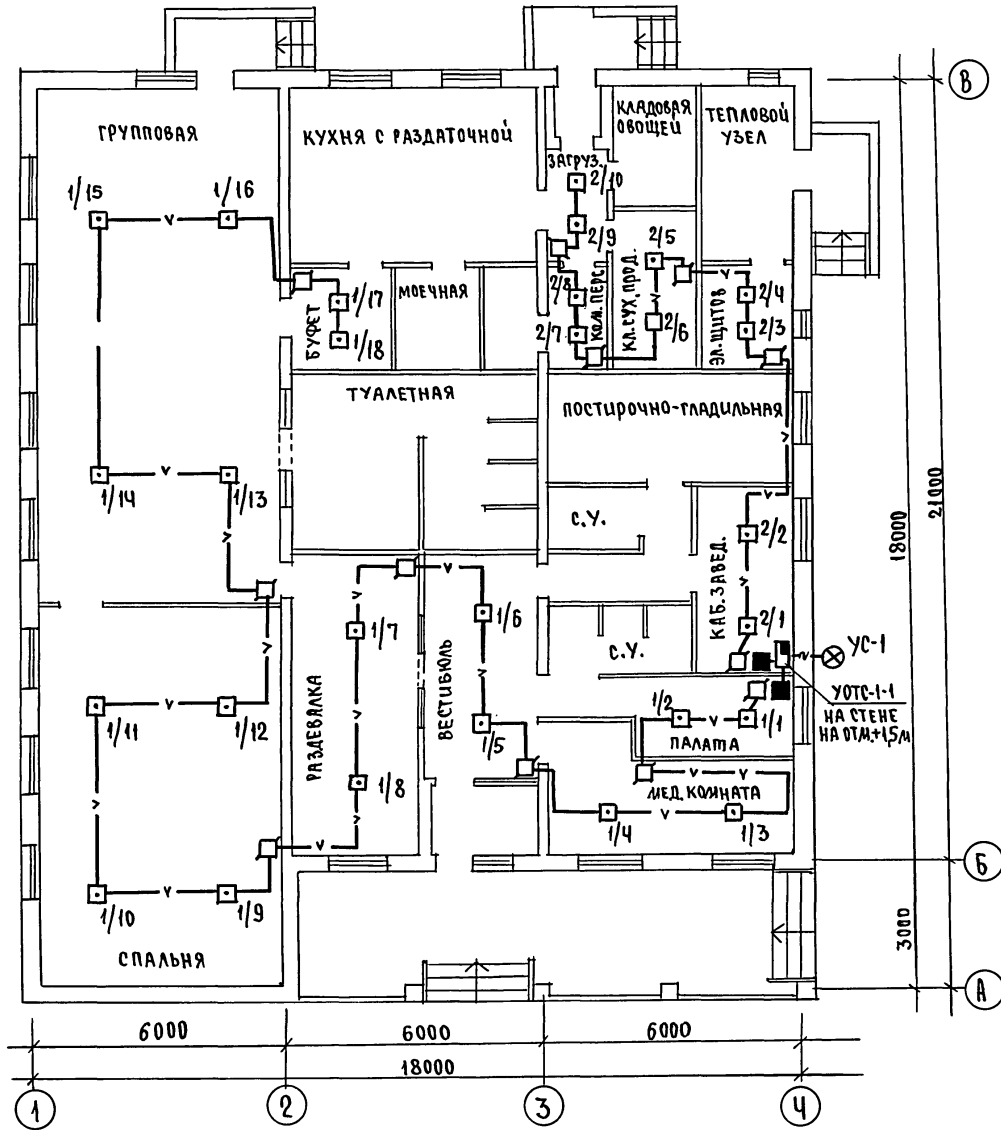 В
ГРУППОВАЯ
КУХНЯ С РАЗДАТОЧНОЙ
КЛАДОВАЯ
ОВОЩЕЙ
ТЕПЛОВОЙ
УЗЕЛ
ЗАГРУЗ.
1/15
1/16
2/10
2/9
2/5
2/8
КОМ. ПЕРС.
КЛ. СУХ. ПРОД.
2/4
2/3
2/7
2/6
ЭЛ. ЩИТОВ
1/17
1/18
БУФЕТ
МОЕЧНАЯ
ТУАЛЕТНАЯ
ПОСТИРОЧНО-ГЛАДИЛЬНАЯ
1/14
1/13
С.У.
2/2
КАБ. ЗАВЕД.
18000
21000
1/7
1/6
С.У.
2/1
УС-1
УОТС-1-1
НА СТЕНЕ
НА ОТМ.+1,5м
1/11
1/12
РАЗДЕВАЛКА
ВЕСТИБЮЛЬ
1/5
1/2
1/1
ПАЛАТА
1/8
МЕД. КОМНАТА
1/4
1/3
1/10
1/9
СПАЛЬНЯ
Б
3000
А
6000
6000
6000
18000
1
2
3
4